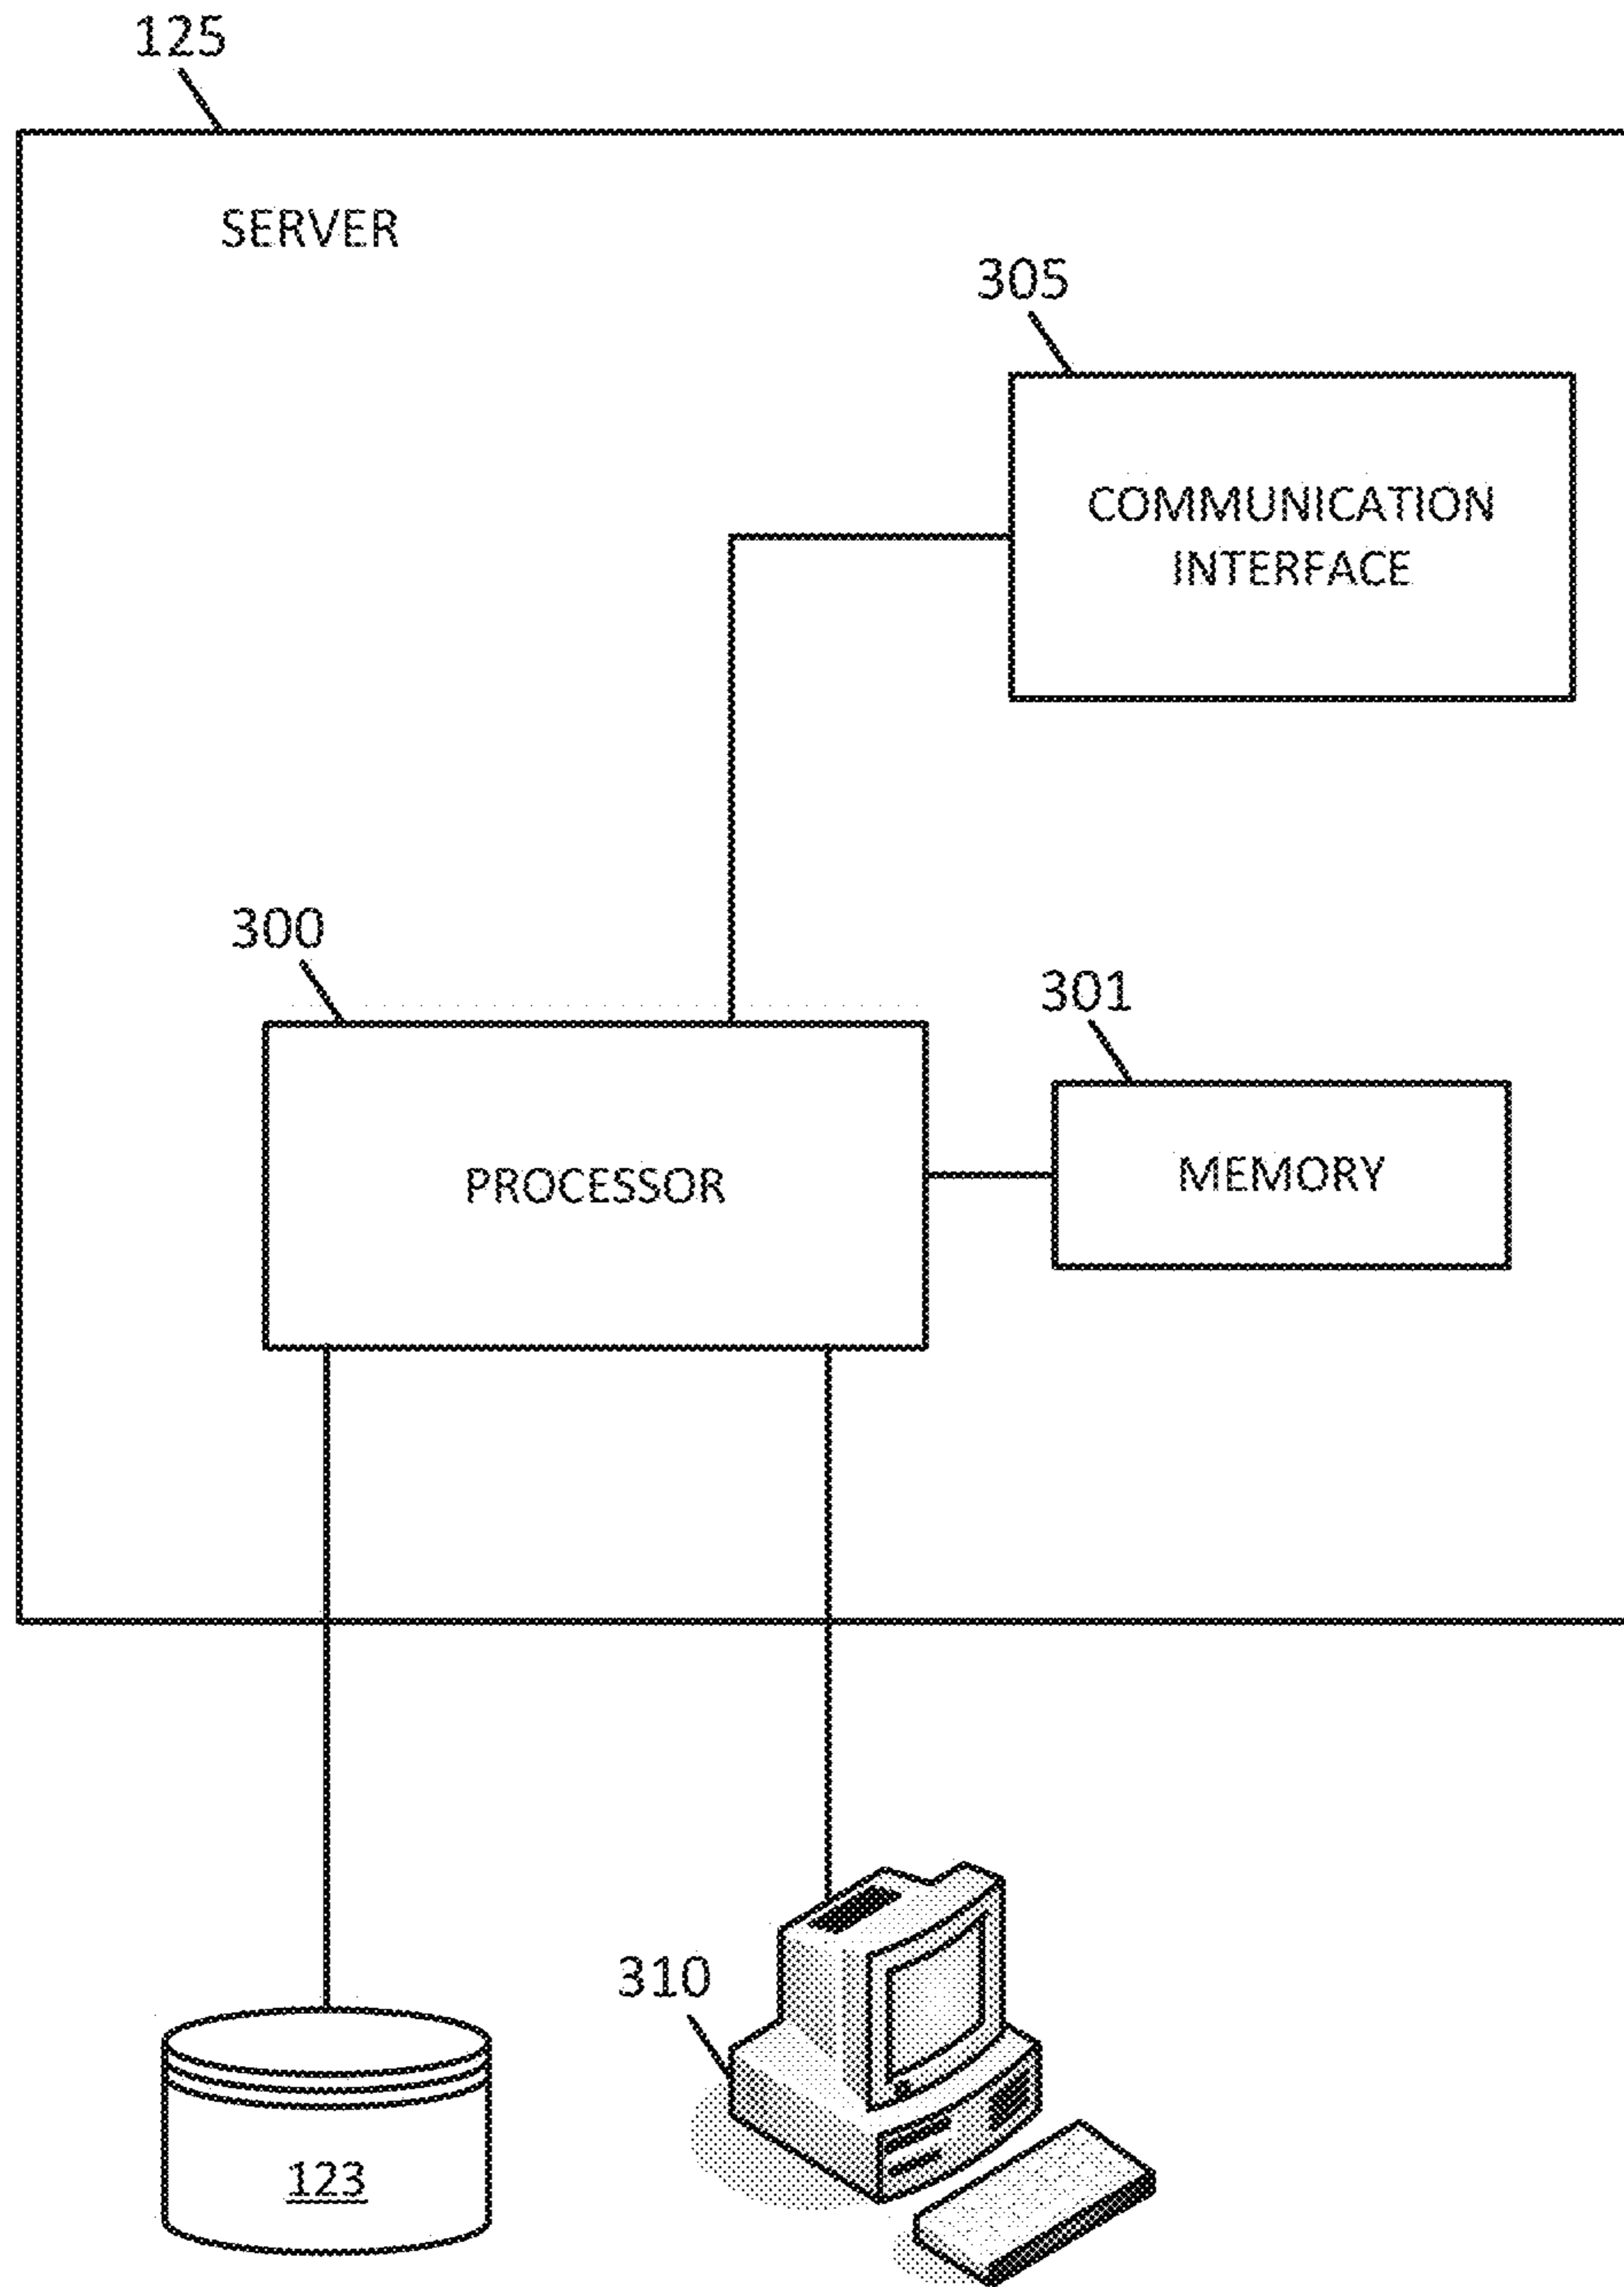 125
SERVER
305
COMMUNICATION
INTERFACE
300
301
PROCESSOR
MEMORY
310
123